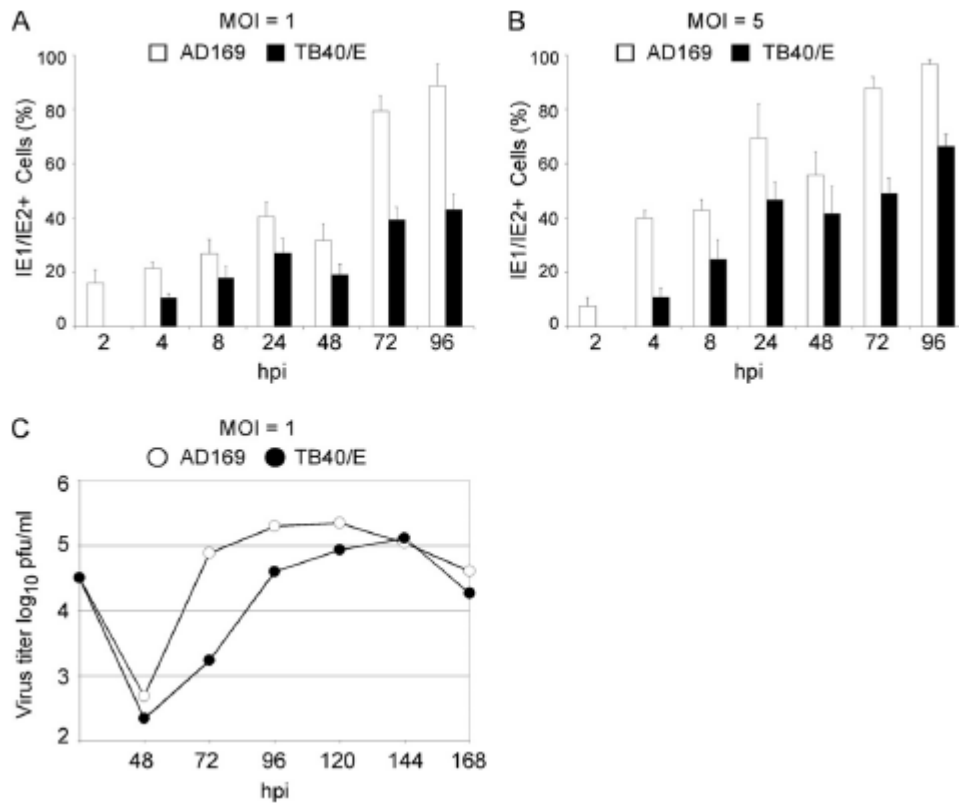 A
MOI = 1
AD169 TB40/E
IE1/IE2+ Cells (%)
100
80
60
40
20
0
2 4 8 24 48 72 96
hpi
B
MOI = 5
AD169 TB40/E
IE1/IE2+ Cells (%)
100
80
60
40
20
0
2 4 8 24 48 72 96
hpi
C
MOI = 1
AD169 TB40/E
Virus titer log10 pfu/ml
6
5
4
3
2
48 72 96 120 144 168
hpi